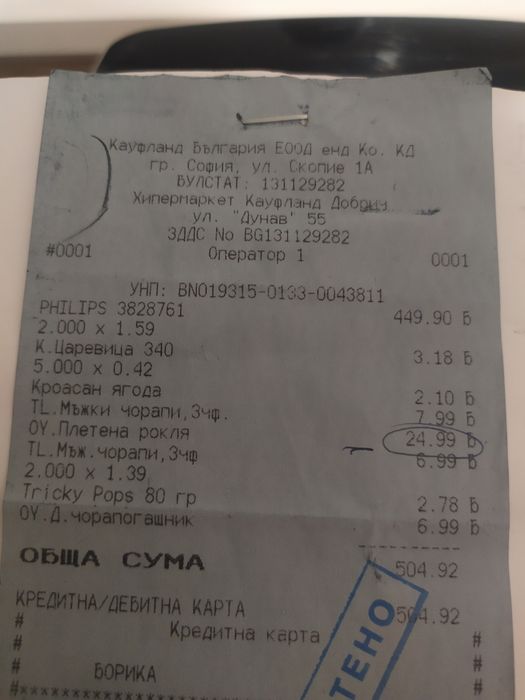 Кауфланд България ЕООД енд Ко. КД
гр. София, ул. Скопие 1А
БУЛСТАТ: 131129282
Хипермаркет Кауфланд Добрич
ул. "Дунав" 55
ЗДДС No BG131129282
#0001 Оператор 1 0001
УНП: BN019315-0133-0043811
PHILIPS 3828761 449.90 Б
2.000 x 1.59
К.Царевица 340 3.18 Б
5.000 x 0.42
Кроасан ягода 2.10 Б
TL.Мъжки чорапи,3чф. 7.99 Б
OY.Плетена рокля 24.99 Б
TL.Мъж.чорапи,3чф 6.99 Б
2.000 x 1.39
Tricky Pops 80 гр 2.78 Б
OY.Д.чорапогащник 6.99 Б
ОБЩА СУМА 504.92
КРЕДИТНА/ДЕБИТНА КАРТА 504.92
# Кредитна карта #
# #
# БОРИКА #
#*******************
ТЕНО